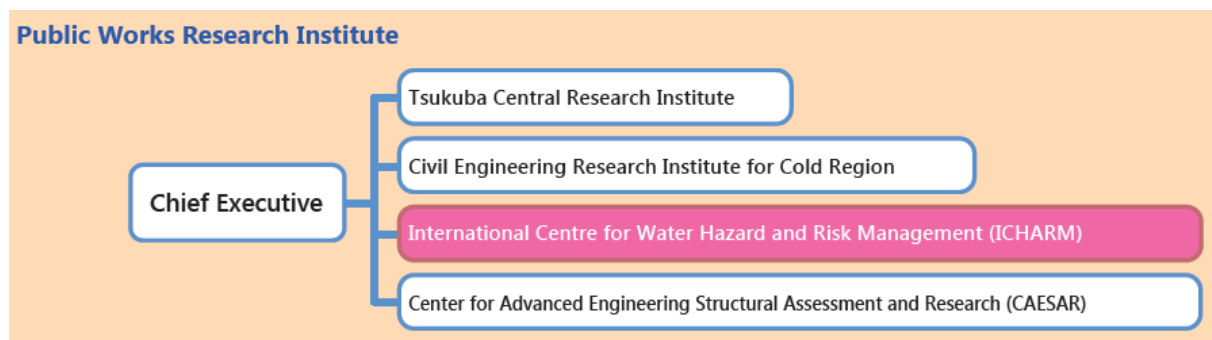 Public Works Research Institute
Tsukuba Central Research Institute
Civil Engineering Research Institute for Cold Region
Chief Executive
International Centre for Water Hazard and Risk Management (ICHARM)
Center for Advanced Engineering Structural Assessment and Research (CAESAR)